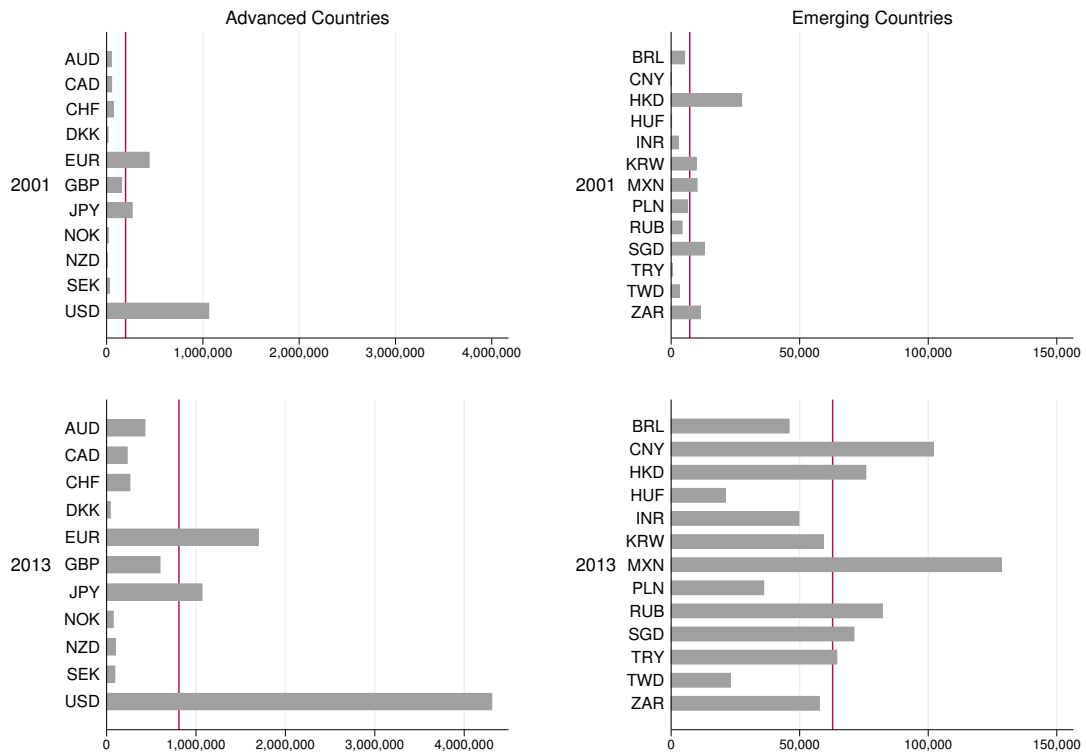 Advanced Countries
2001
AUD
CAD
CHF
DKK
EUR
GBP
JPY
NOK
NZD
SEK
USD
0 1,000,000 2,000,000 3,000,000 4,000,000
Emerging Countries
2001
BRL
CNY
HKD
HUF
INR
KRW
MXN
PLN
RUB
SGD
TRY
TWD
ZAR
0 50,000 100,000 150,000
2013
AUD
CAD
CHF
DKK
EUR
GBP
JPY
NOK
NZD
SEK
USD
0 1,000,000 2,000,000 3,000,000 4,000,000
2013
BRL
CNY
HKD
HUF
INR
KRW
MXN
PLN
RUB
SGD
TRY
TWD
ZAR
0 50,000 100,000 150,000